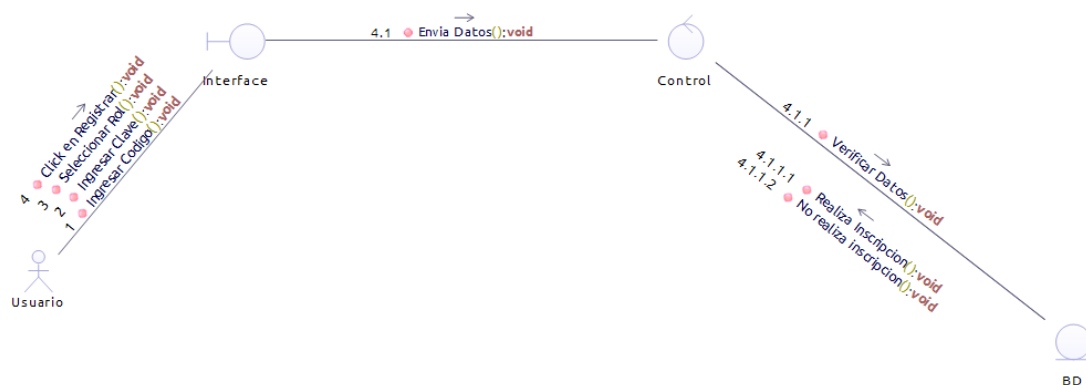 4.1 Envia Datos():void
Interface
Control
4 Click en Registrar():void
3 Seleccionar Rol():void
2 Ingresar Clave():void
1 Ingresar Codigo():void
Usuario
4.1.1 Verificar Datos():void
4.1.1.1 Realiza Inscripcion():void
4.1.1.2 No realiza inscripcion():void
BD